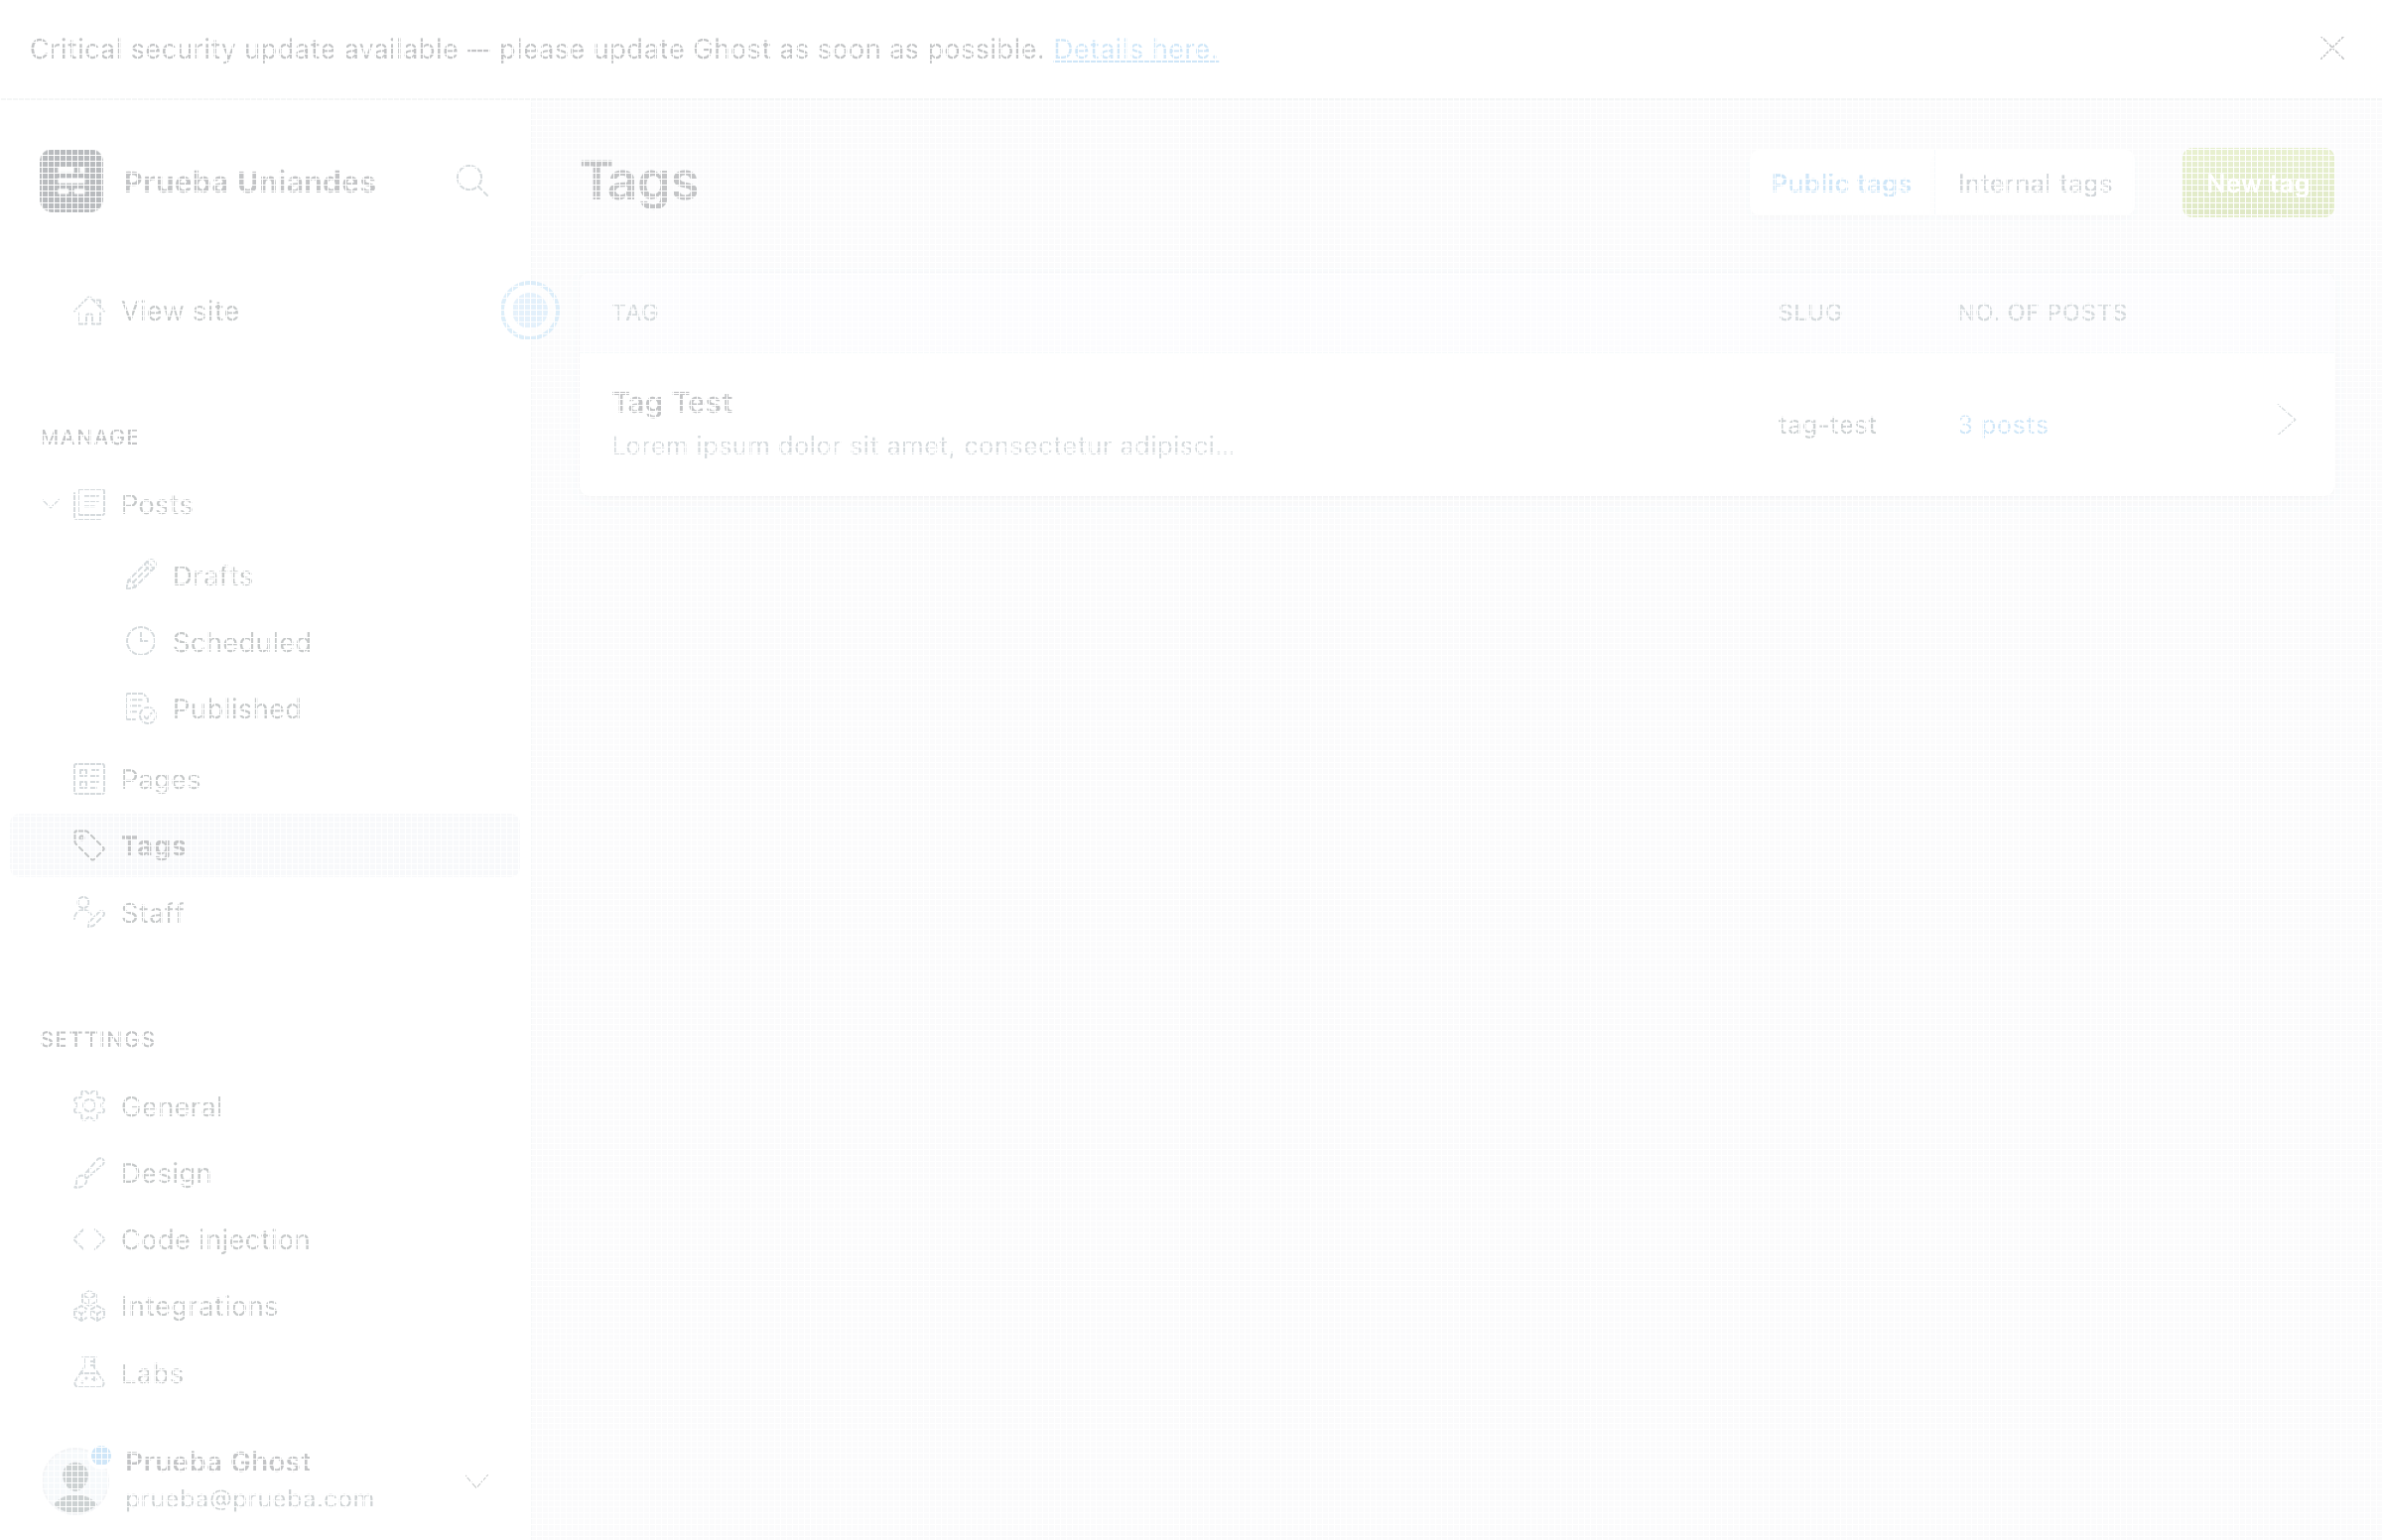 Critical security update available — please update Ghost as soon as possible. Details here.
Prueba Uniandes
View site
MANAGE
Posts
Drafts
Scheduled
Published
Pages
Tags
Staff
SETTINGS
General
Design
Code injection
Integrations
Labs
Prueba Ghost
prueba@prueba.com
Tags
Public tags
Internal tags
New tag
TAG
SLUG
NO. OF POSTS
Tag Test
Lorem ipsum dolor sit amet, consectetur adipisci...
tag-test
3 posts